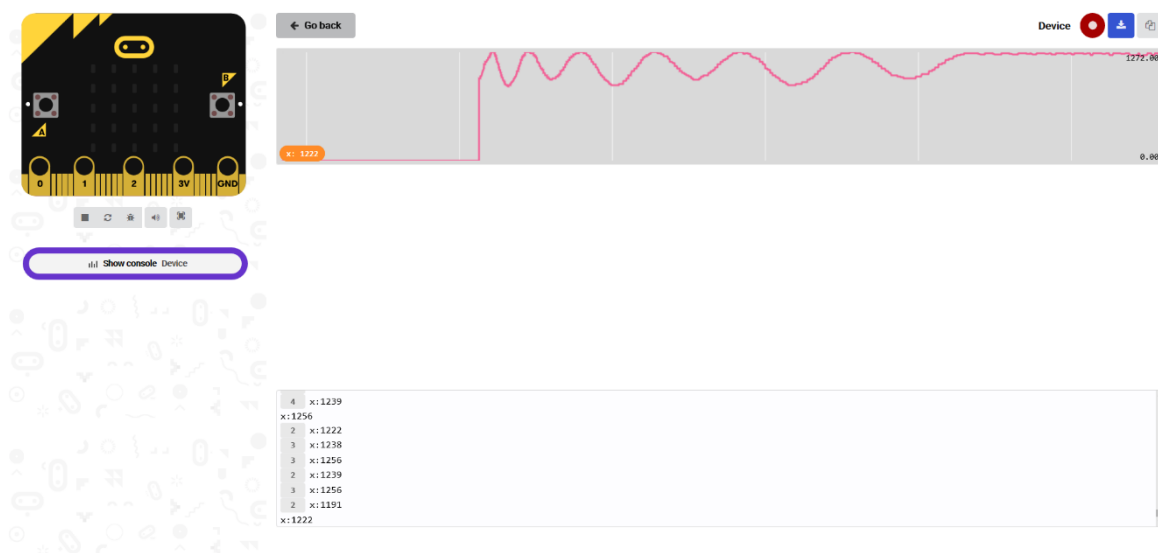 Go back
Device
1272.00
x: 1222
0.00
B
A
0 1 2 3V GND
Show console Device
4 x:1239
x:1256
2 x:1222
3 x:1238
3 x:1256
2 x:1239
3 x:1256
2 x:1191
x:1222